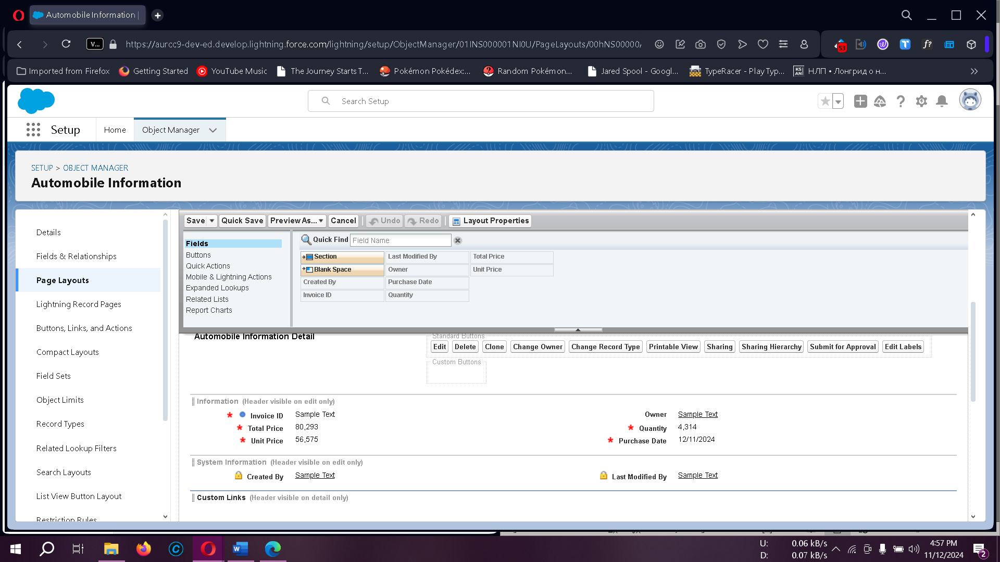 Automobile Information |
V...
https://aurcc9-dev-ed.develop.lightning.force.com/lightning/setup/ObjectManager/01INS000001NI0U/PageLayouts/00hNS00000
53
f?
Imported from Firefox
Getting Started
YouTube Music
The Journey Starts T...
Pokémon Pokédex:...
Random Pokémon...
Jared Spool - Googl...
TypeRacer - Play Typ...
KS ANI
НЛП • Лонгрид о н...
Search Setup
Setup
Home
Object Manager
SETUP > OBJECT MANAGER
Automobile Information
Details
Fields & Relationships
Page Layouts
Lightning Record Pages
Buttons, Links, and Actions
Compact Layouts
Field Sets
Object Limits
Record Types
Related Lookup Filters
Search Layouts
List View Button Layout
Restriction Rules
Save
Quick Save
Preview As...
Cancel
Undo
Redo
Layout Properties
Fields
Buttons
Quick Actions
Mobile & Lightning Actions
Expanded Lookups
Related Lists
Report Charts
Quick Find Field Name
Section Last Modified By Total Price
Blank Space Owner Unit Price
Created By Purchase Date
Invoice ID Quantity
Automobile Information Detail
Standard Buttons
Edit Delete Clone Change Owner Change Record Type Printable View Sharing Sharing Hierarchy Submit for Approval Edit Labels
Custom Buttons
Information (Header visible on edit only)
* Invoice ID Sample Text Owner Sample Text
* Total Price 80,293 * Quantity 4,314
* Unit Price 56,575 * Purchase Date 12/11/2024
System Information (Header visible on edit only)
Created By Sample Text Last Modified By Sample Text
Custom Links (Header visible on detail only)
U: 0.06 kB/s
D: 0.07 kB/s
4:57 PM
11/12/2024
2